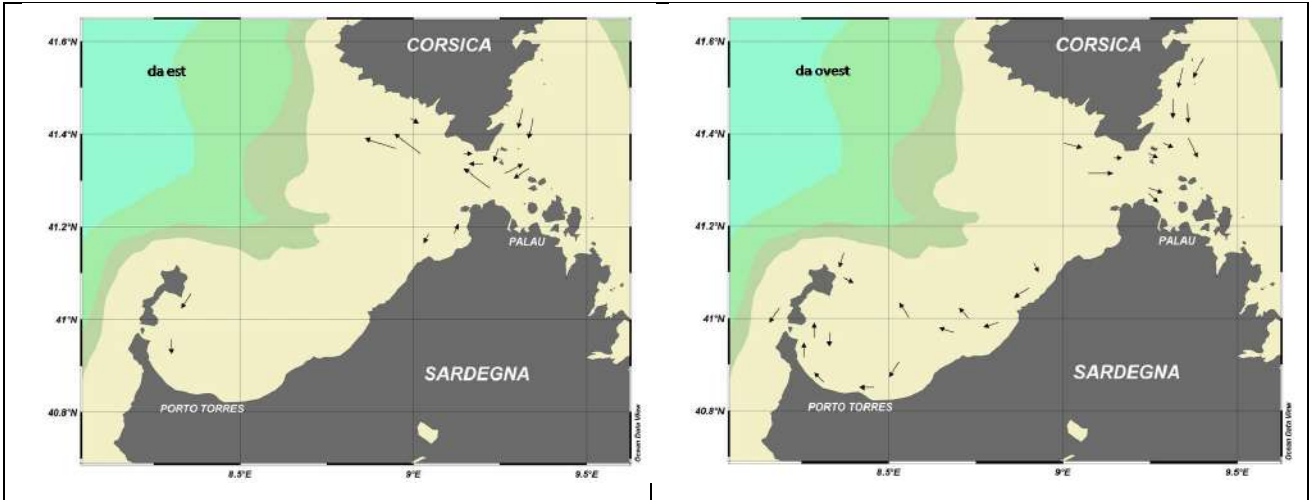 41.6°N
CORSICA
da est
41.4°N
41.2°N
PALAU
41°N
SARDEGNA
PORTO TORRES
40.8°N
Ocean Data View
8.5°E
9°E
9.5°E
41.6°N
CORSICA
da ovest
41.4°N
41.2°N
PALAU
41°N
SARDEGNA
PORTO TORRES
40.8°N
Ocean Data View
8.5°E
9°E
9.5°E